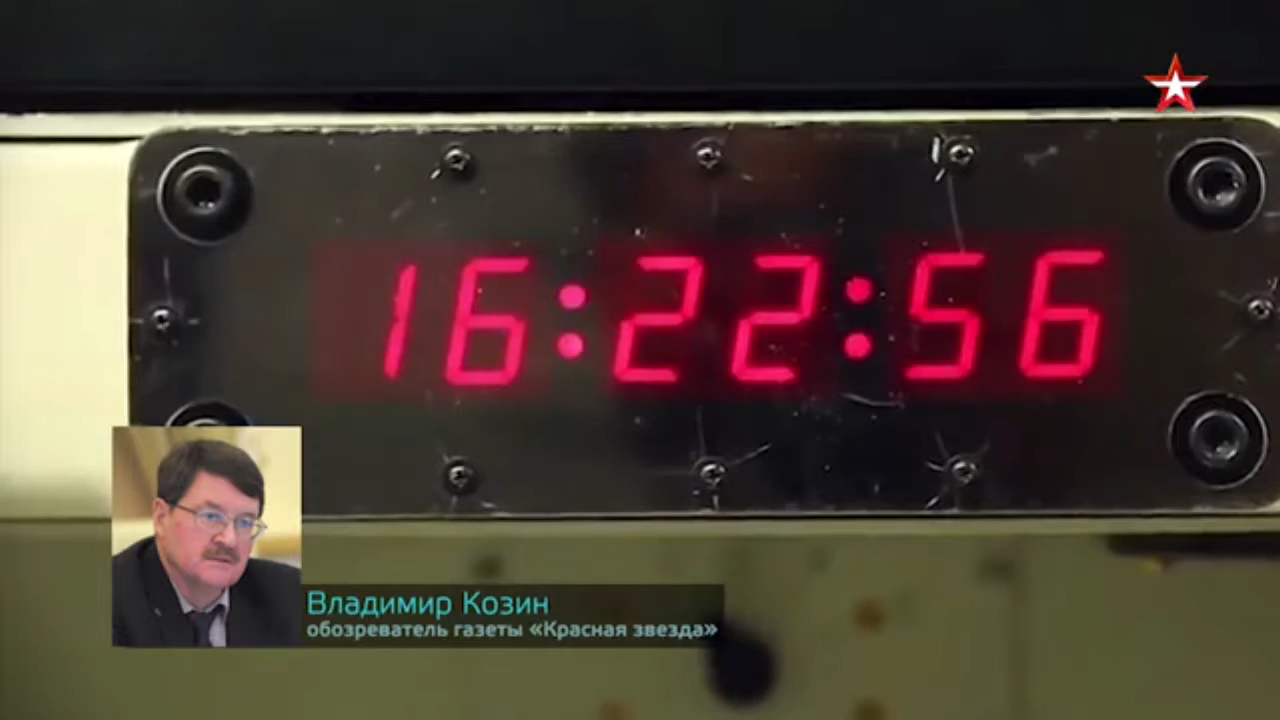 16:22:56
Владимир Козин
обозреватель газеты «Красная звезда»